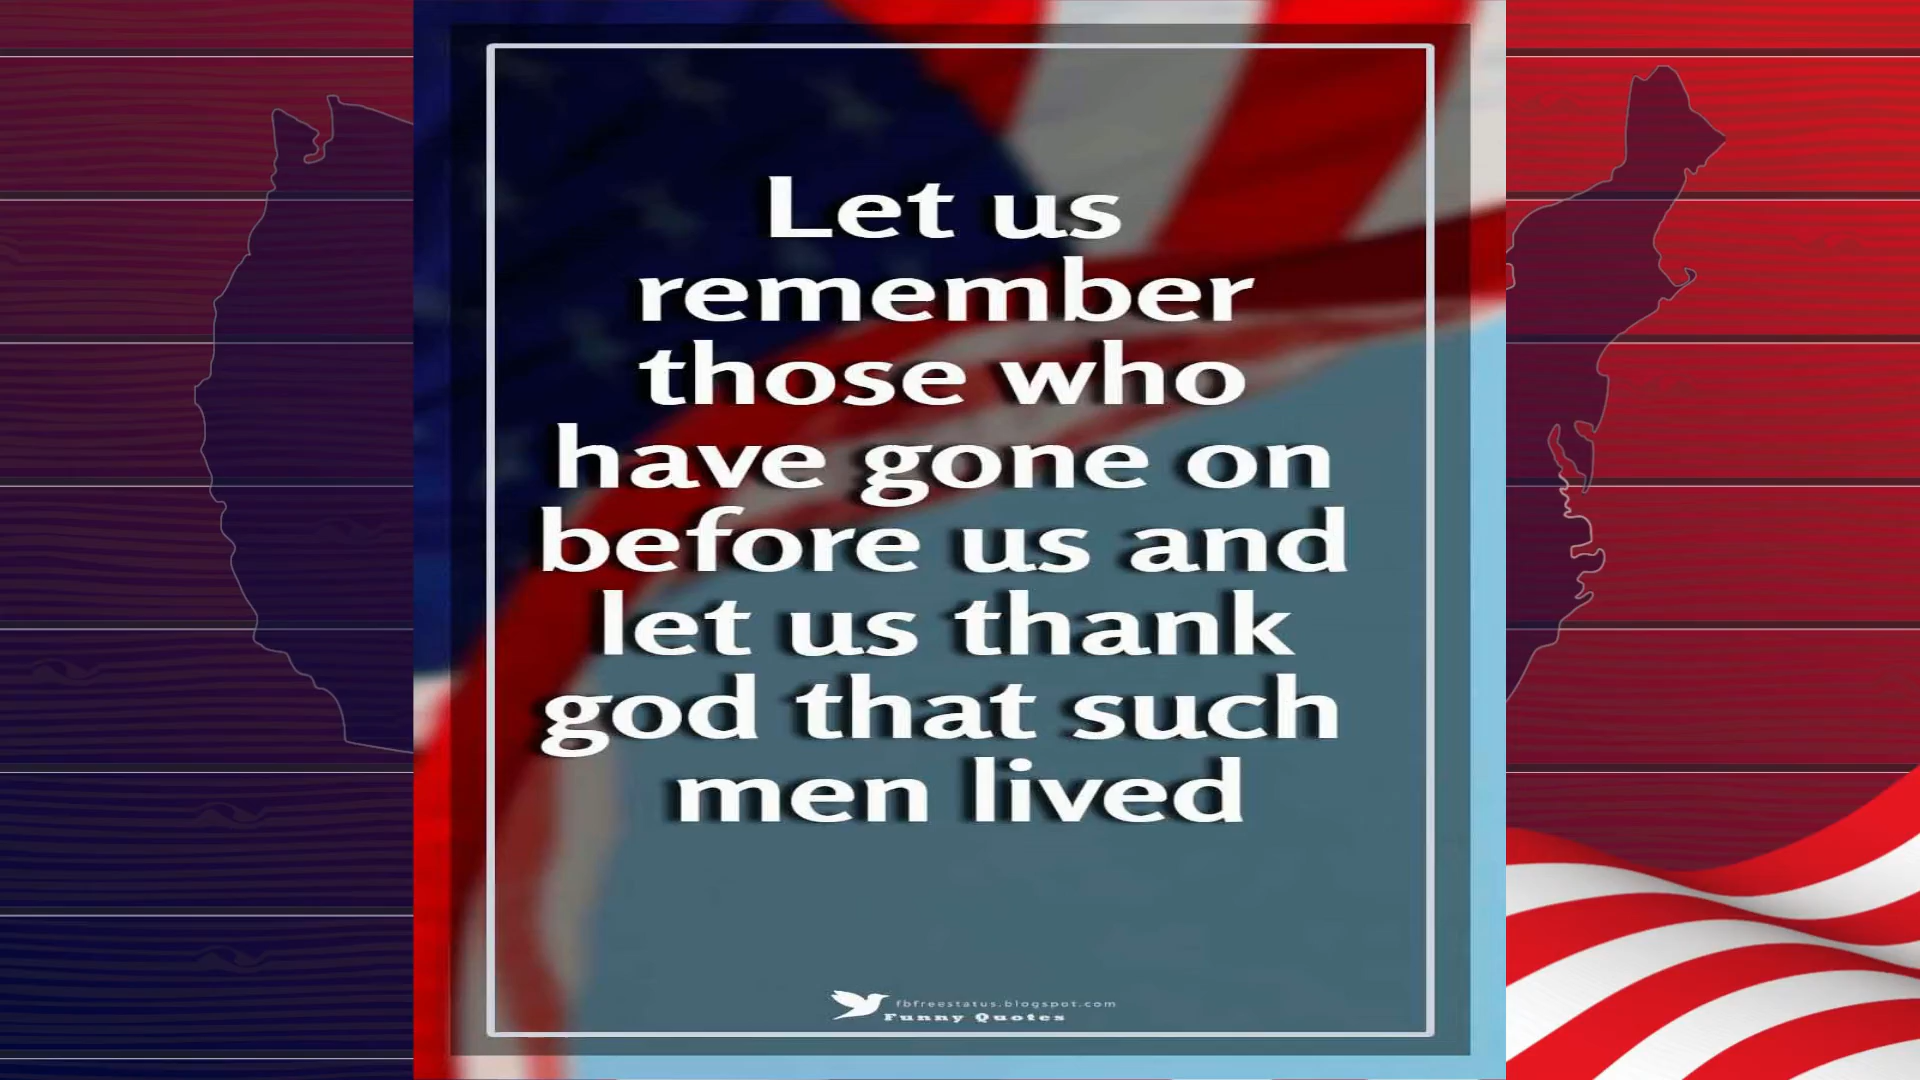 Let us
remember
those who
have gone on
before us and
let us thank
god that such
men lived
fbfreestatus.blogspot.com
Funny Quotes